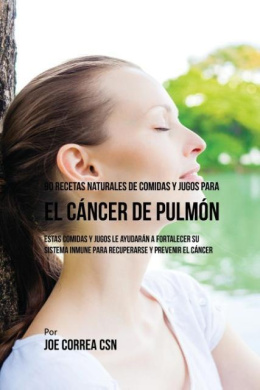 90 RECETAS NATURALES DE COMIDAS Y JUGOS PARA
EL CÁNCER DE PULMÓN
ESTAS COMIDAS Y JUGOS LE AYUDARÁN A FORTALECER SU
SISTEMA INMUNE PARA RECUPERARSE Y PREVENIR EL CÁNCER
Por
JOE CORREA CSN